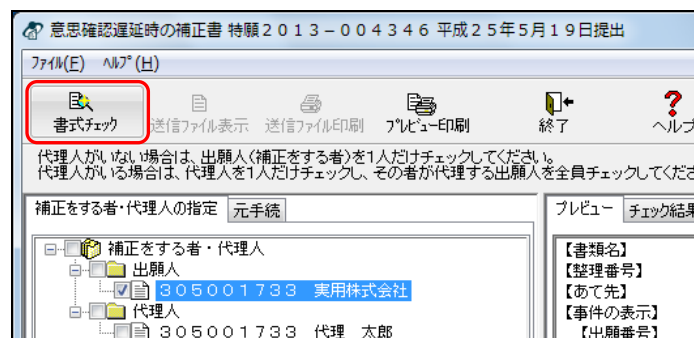 意思確認遅延時の補正書 特願２０１３－００４３４６ 平成２５年５月１９日提出
ﾌｧｲﾙ(F) ﾍﾙﾌﾟ(H)
書式ﾁｪｯｸ 送信ﾌｧｲﾙ表示 送信ﾌｧｲﾙ印刷 ﾌﾟﾚﾋﾞｭｰ印刷 終了 ヘルプ
代理人がいない場合は、出願人(補正をする者)を1人だけチェックしてください。
代理人がいる場合は、代理人を1人だけチェックし、その者が代理する出願人を全員チェックしてくださ
補正をする者・代理人の指定 元手続 プレビュー チェック結果
補正をする者・代理人
出願人
３０５００１７３３ 実用株式会社
代理人
３０５００１７３３ 代理 太郎
【書類名】
【整理番号】
【あて先】
【事件の表示】
【出願番号】